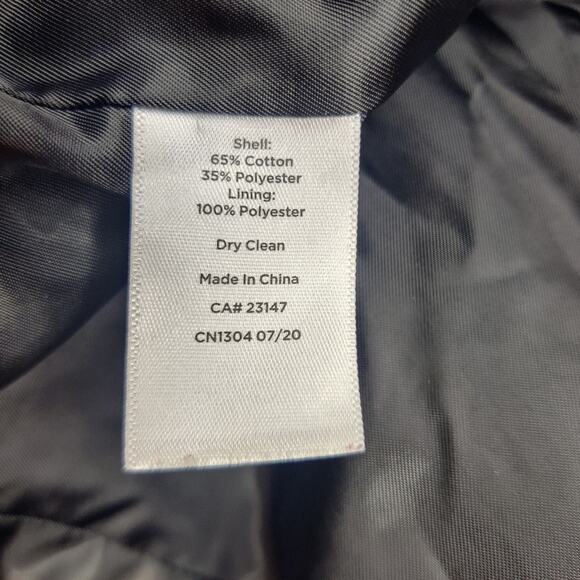 Shell:
65% Cotton
35% Polyester
Lining:
100% Polyester
Dry Clean
Made In China
CA# 23147
CN1304 07/20